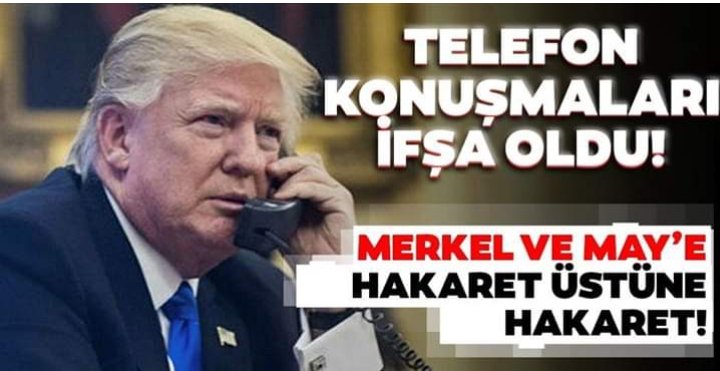 TELEFON
KONUŞMALARI
İFŞA OLDU!
MERKEL VE MAY'E
HAKARET ÜSTÜNE
HAKARET!